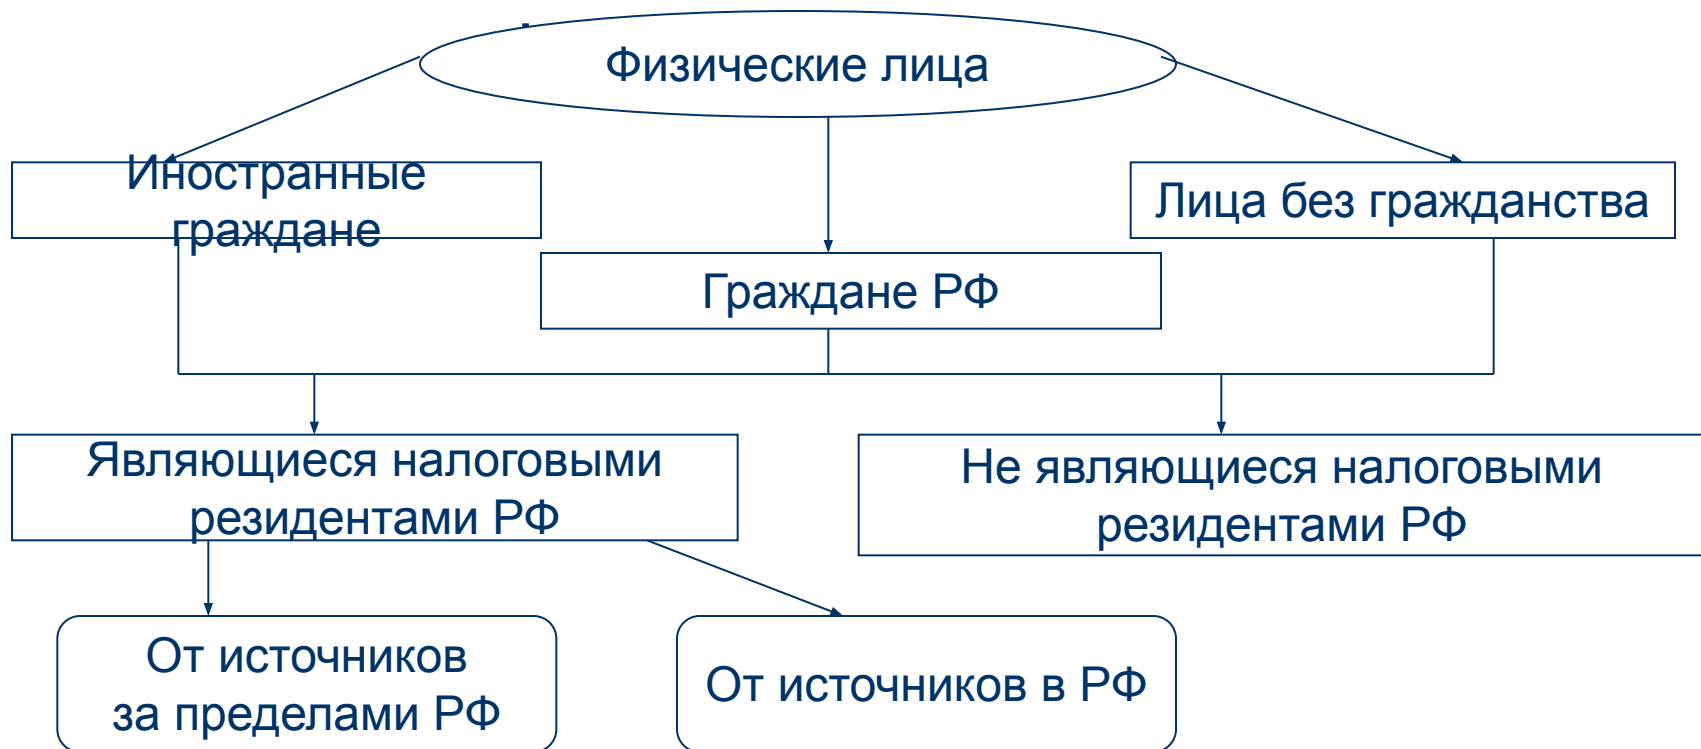 Физические лица
Иностранные
граждане
Лица без гражданства
Граждане РФ
Являющиеся налоговыми
резидентами РФ
Не являющиеся налоговыми
резидентами РФ
От источников
за пределами РФ
От источников в РФ